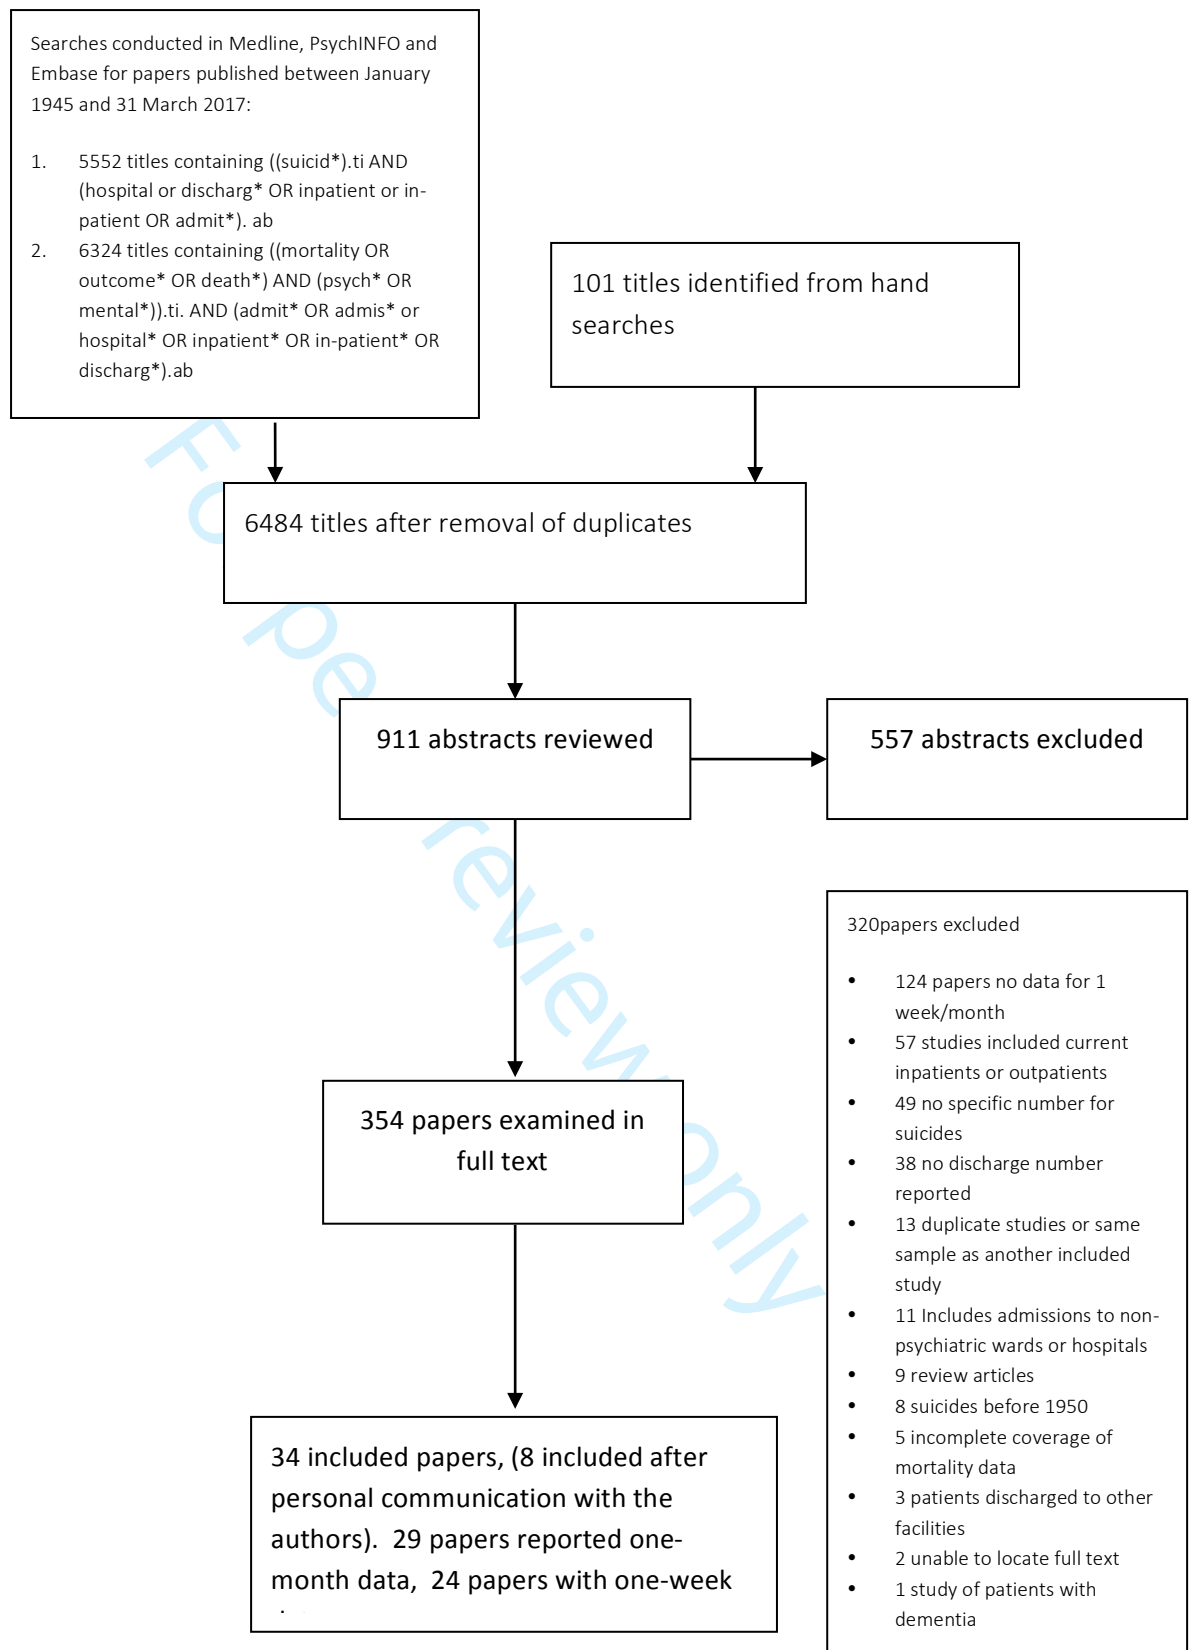 Searches conducted in Medline, PsychINFO and
Embase for papers published between January
1945 and 31 March 2017:
1. 5552 titles containing ((suicid*).ti AND
(hospital or discharg* OR inpatient or in-
patient OR admit*). ab
2. 6324 titles containing ((mortality OR
outcome* OR death*) AND (psych* OR
mental*)).ti. AND (admit* OR admis* or
hospital* OR inpatient* OR in-patient* OR
discharg*).ab
101 titles identified from hand
searches
6484 titles after removal of duplicates
911 abstracts reviewed
557 abstracts excluded
354 papers examined in
full text
320papers excluded
• 124 papers no data for 1
week/month
• 57 studies included current
inpatients or outpatients
• 49 no specific number for
suicides
• 38 no discharge number
reported
• 13 duplicate studies or same
sample as another included
study
• 11 Includes admissions to non-
psychiatric wards or hospitals
• 9 review articles
• 8 suicides before 1950
• 5 incomplete coverage of
mortality data
• 3 patients discharged to other
facilities
• 2 unable to locate full text
• 1 study of patients with
dementia
34 included papers, (8 included after
personal communication with the
authors).  29 papers reported one-
month data,  24 papers with one-week